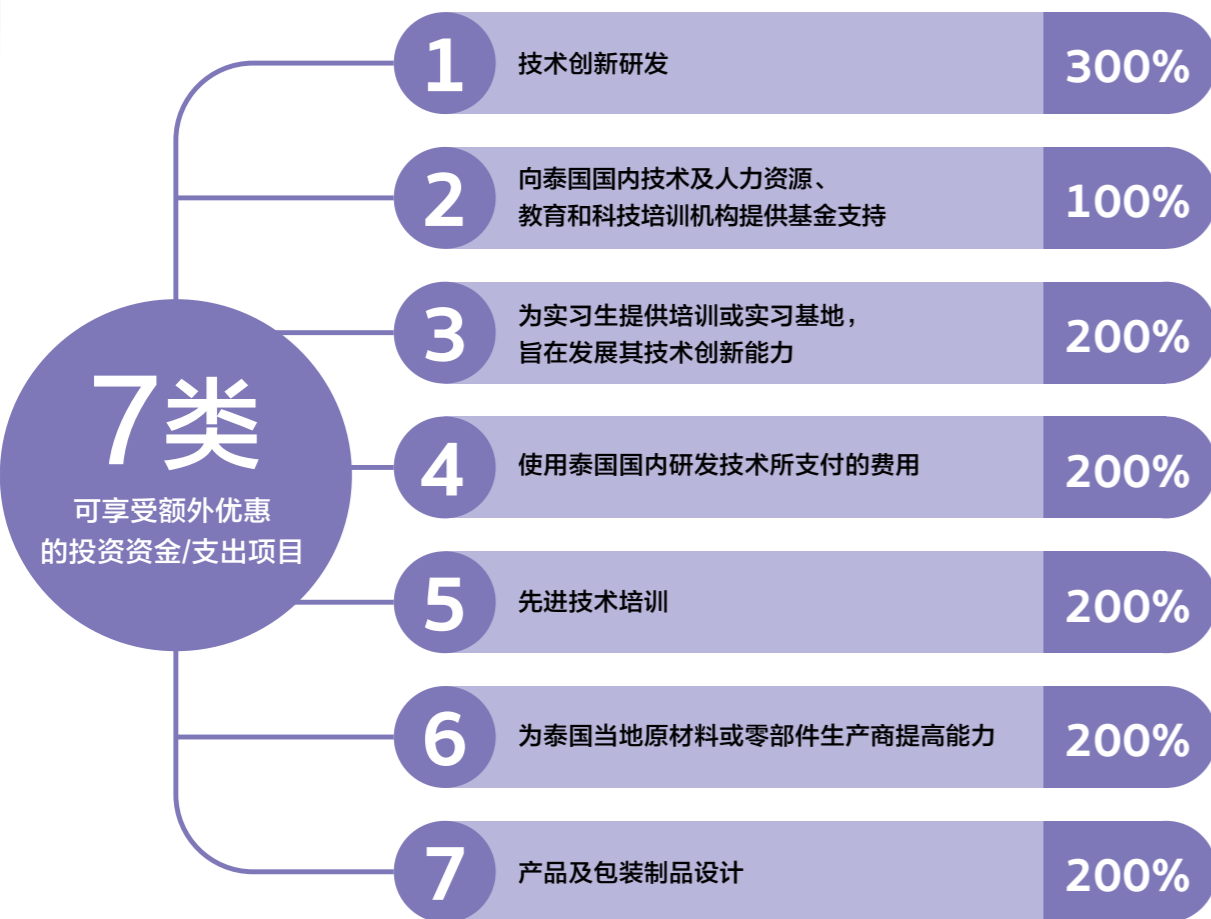 7类
可享受额外优惠
的投资资金/支出项目
1
技术创新研发
300%
2
向泰国国内技术及人力资源、
教育和科技培训机构提供基金支持
100%
3
为实习生提供培训或实习基地，
旨在发展其技术创新能力
200%
4
使用泰国国内研发技术所支付的费用
200%
5
先进技术培训
200%
6
为泰国当地原材料或零部件生产商提高能力
200%
7
产品及包装制品设计
200%